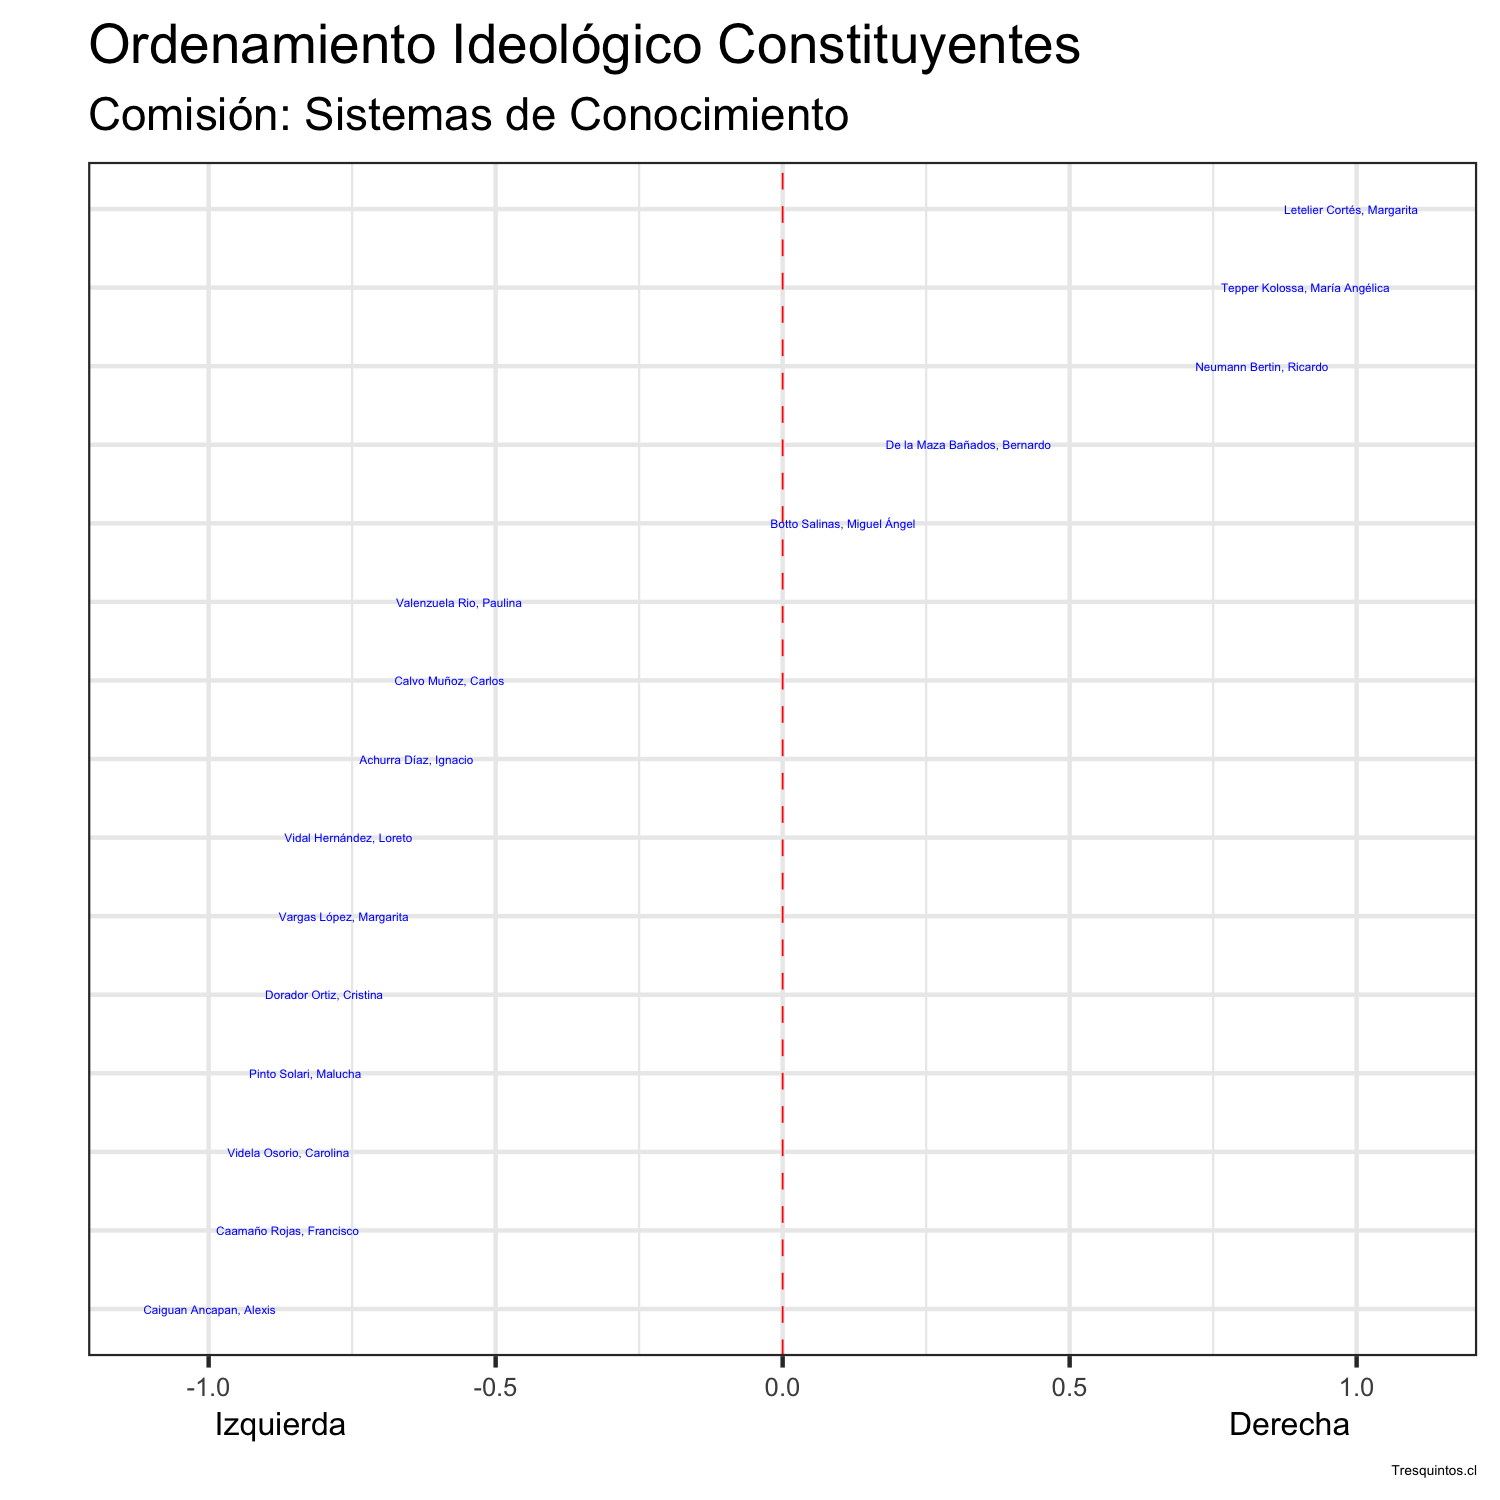 Ordenamiento Ideológico Constituyentes
Comisión: Sistemas de Conocimiento
Letelier Cortés, Margarita
Tepper Kolossa, María Angélica
Neumann Bertin, Ricardo
De la Maza Bañados, Bernardo
Botto Salinas, Miguel Ángel
Valenzuela Rio, Paulina
Calvo Muñoz, Carlos
Achurra Díaz, Ignacio
Vidal Hernández, Loreto
Vargas López, Margarita
Dorador Ortiz, Cristina
Pinto Solari, Malucha
Videla Osorio, Carolina
Caamaño Rojas, Francisco
Caiguan Ancapan, Alexis
-1.0 -0.5 0.0 0.5 1.0
Izquierda Derecha
Tresquintos.cl